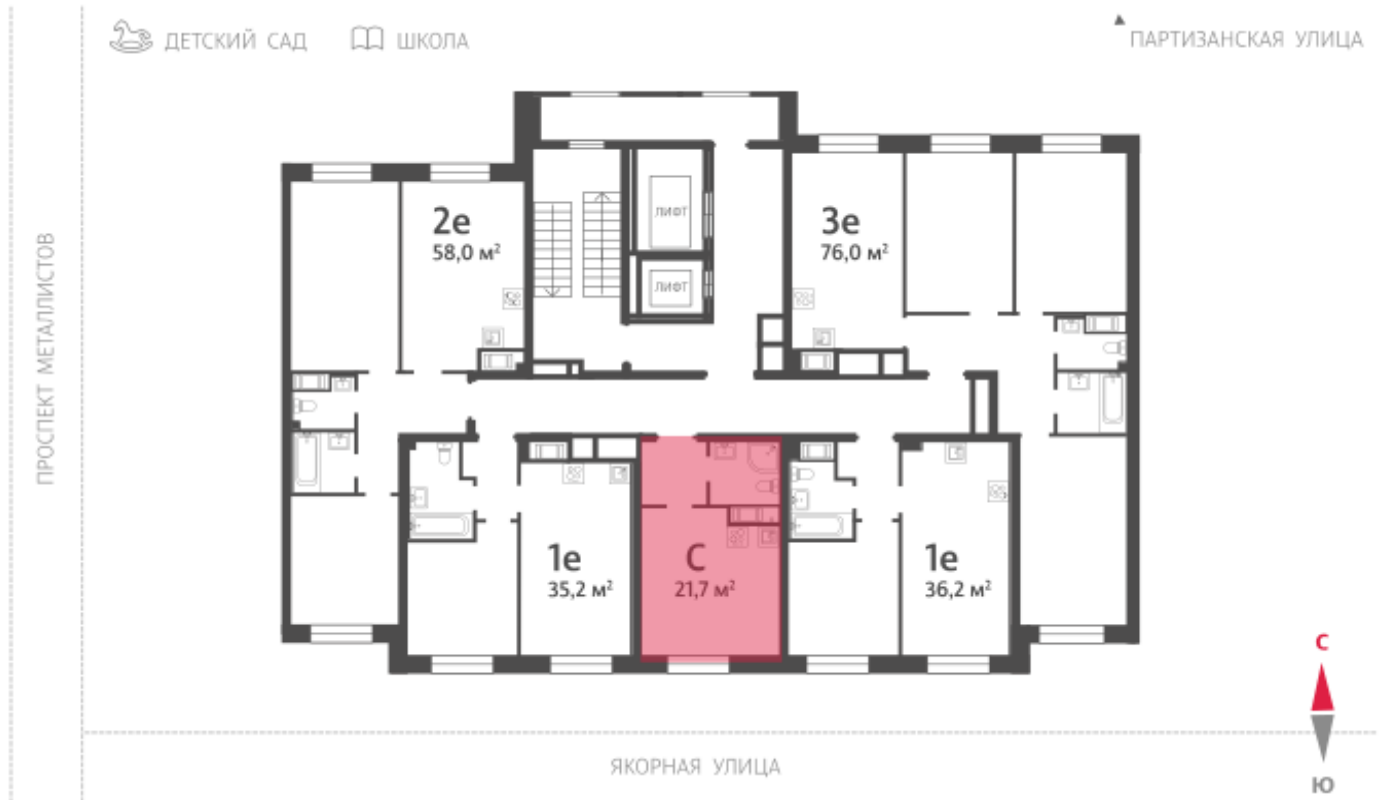 ДЕТСКИЙ САД
ШКОЛА
ПАРТИЗАНСКАЯ УЛИЦА
ПРОСПЕКТ МЕТАЛЛИСТОВ
2е
58,0 м²
ЛИФТ
ЛИФТ
3е
76,0 м²
1е
35,2 м²
С
21,7 м²
1е
36,2 м²
С
Ю
ЯКОРНАЯ УЛИЦА